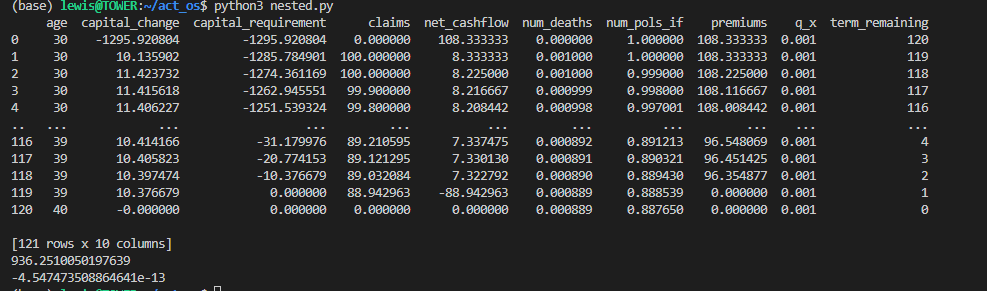 (base) lewis@TOWER:~/act_os$ python3 nested.py
age capital_change capital_requirement claims net_cashflow num_deaths num_pols_if premiums q_x term_remaining
0 30 -1295.920804 -1295.920804 0.000000 108.333333 0.000000 1.000000 108.333333 0.001 120
1 30 10.135902 -1285.784901 100.000000 8.333333 0.001000 1.000000 108.333333 0.001 119
2 30 11.423732 -1274.361169 100.000000 8.225000 0.001000 0.999000 108.225000 0.001 118
3 30 11.415618 -1262.945551 99.900000 8.216667 0.000999 0.998000 108.116667 0.001 117
4 30 11.406227 -1251.539324 99.800000 8.208442 0.000998 0.997001 108.008442 0.001 116
.. ... ... ... ... ... ... ... ... ... ...
116 39 10.414166 -31.179976 89.210595 7.337475 0.000892 0.891213 96.548069 0.001 4
117 39 10.405823 -20.774153 89.121295 7.330130 0.000891 0.890321 96.451425 0.001 3
118 39 10.397474 -10.376679 89.032084 7.322792 0.000890 0.889430 96.354877 0.001 2
119 39 10.376679 0.000000 88.942963 -88.942963 0.000889 0.888539 0.000000 0.001 1
120 40 -0.000000 0.000000 0.000000 0.000000 0.000889 0.887650 0.000000 0.001 0
[121 rows x 10 columns]
936.2510050197639
-4.547473508864641e-13
(base) lewis@TOWER:~/act_os$